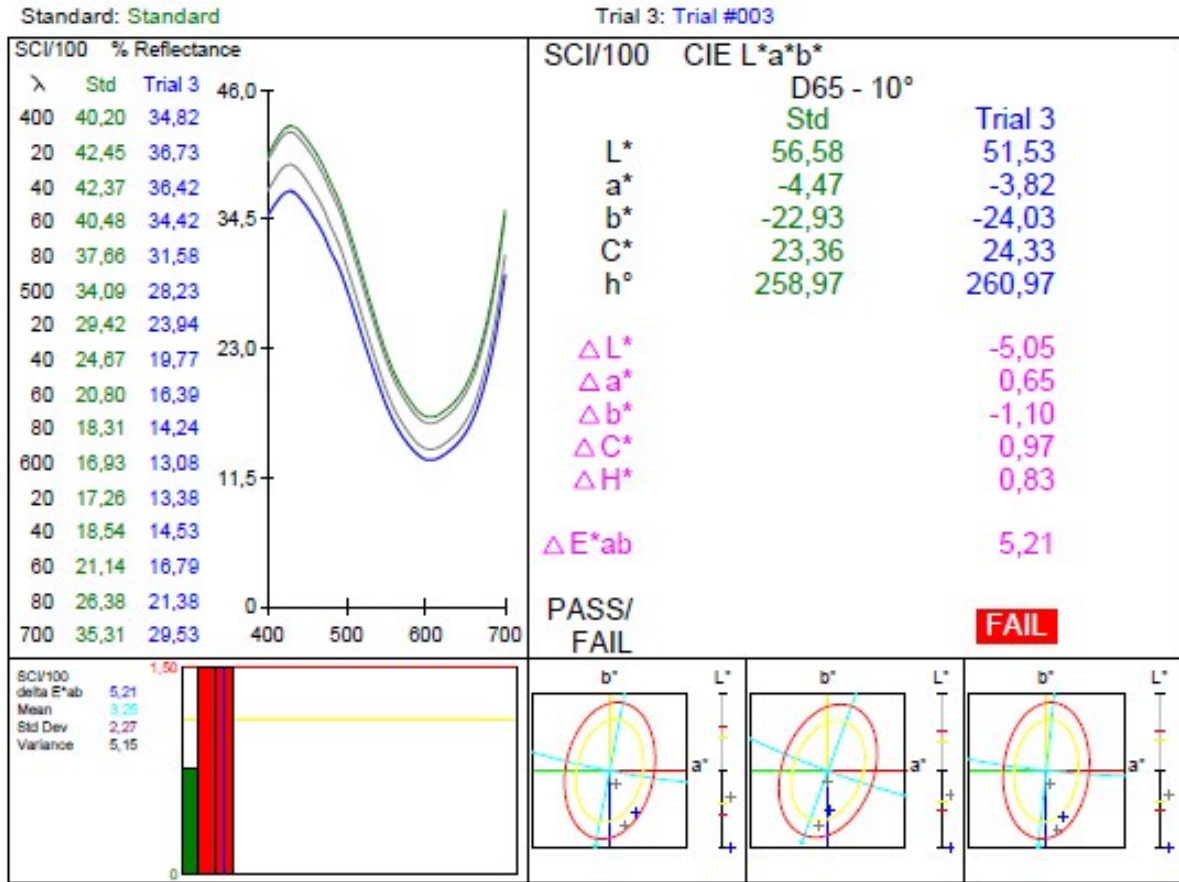 Standard: Standard
Trial 3: Trial #003
SCI/100 % Reflectance
λ Std Trial 3
400 40,20 34,82
20 42,45 36,73
40 42,37 36,42
60 40,48 34,42
80 37,66 31,58
500 34,09 28,23
20 29,42 23,94
40 24,67 19,77
60 20,80 16,39
80 18,31 14,24
600 16,93 13,08
20 17,26 13,38
40 18,54 14,53
60 21,14 16,79
80 26,38 21,38
700 35,31 29,53
46,0
34,5
23,0
11,5
0
400 500 600 700
SCI/100 CIE L*a*b*
D65 - 10°
Std Trial 3
L* 56,58 51,53
a* -4,47 -3,82
b* -22,93 -24,03
C* 23,36 24,33
h° 258,97 260,97
△ L* -5,05
△ a* 0,65
△ b* -1,10
△ C* 0,97
△ H* 0,83
△ E*ab 5,21
PASS/
FAIL
FAIL
SCI/100
delta E*ab 5,21
Mean 3,25
Std Dev 2,27
Variance 5,15
1,50
0
b* L*
a*
b* L*
a*
b* L*
a*